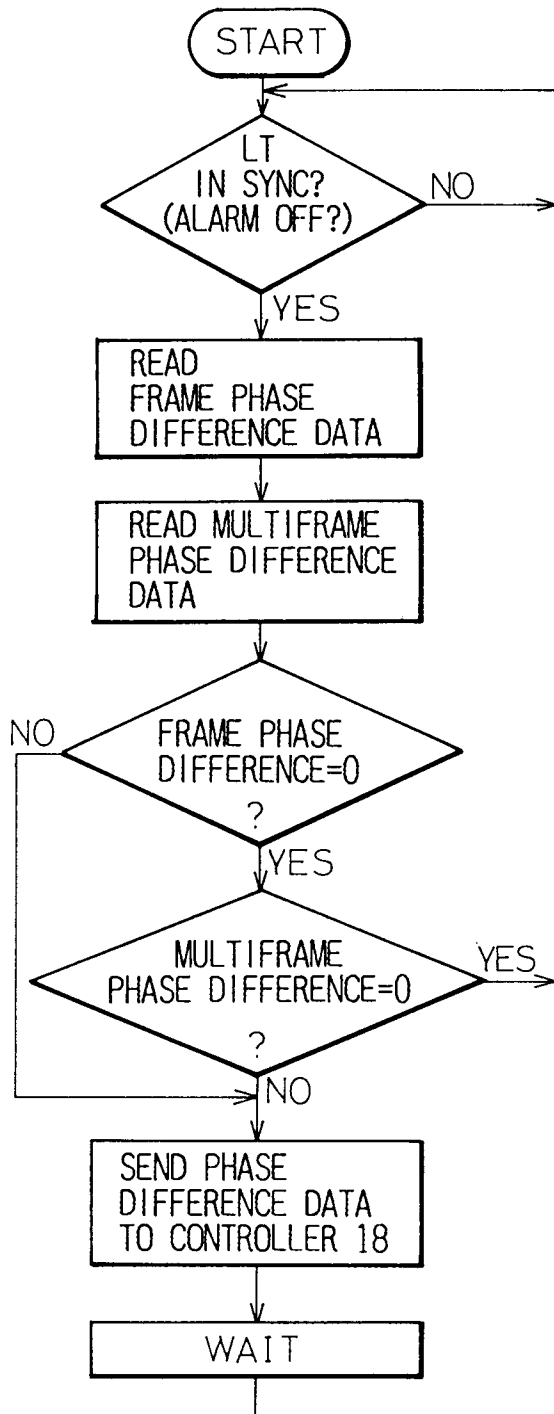 START
LT
IN SYNC?
(ALARM OFF?)
NO
YES
READ
FRAME PHASE
DIFFERENCE DATA
READ MULTIFRAME
PHASE DIFFERENCE
DATA
NO
FRAME PHASE
DIFFERENCE=0
?
YES
MULTIFRAME
PHASE DIFFERENCE=0
?
YES
NO
SEND PHASE
DIFFERENCE DATA
TO CONTROLLER 18
WAIT